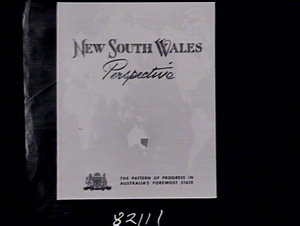 NEW SOUTH WALES
Perspective
THE PATTERN OF PROGRESS IN
AUSTRALIA'S FOREMOST STATE
82111